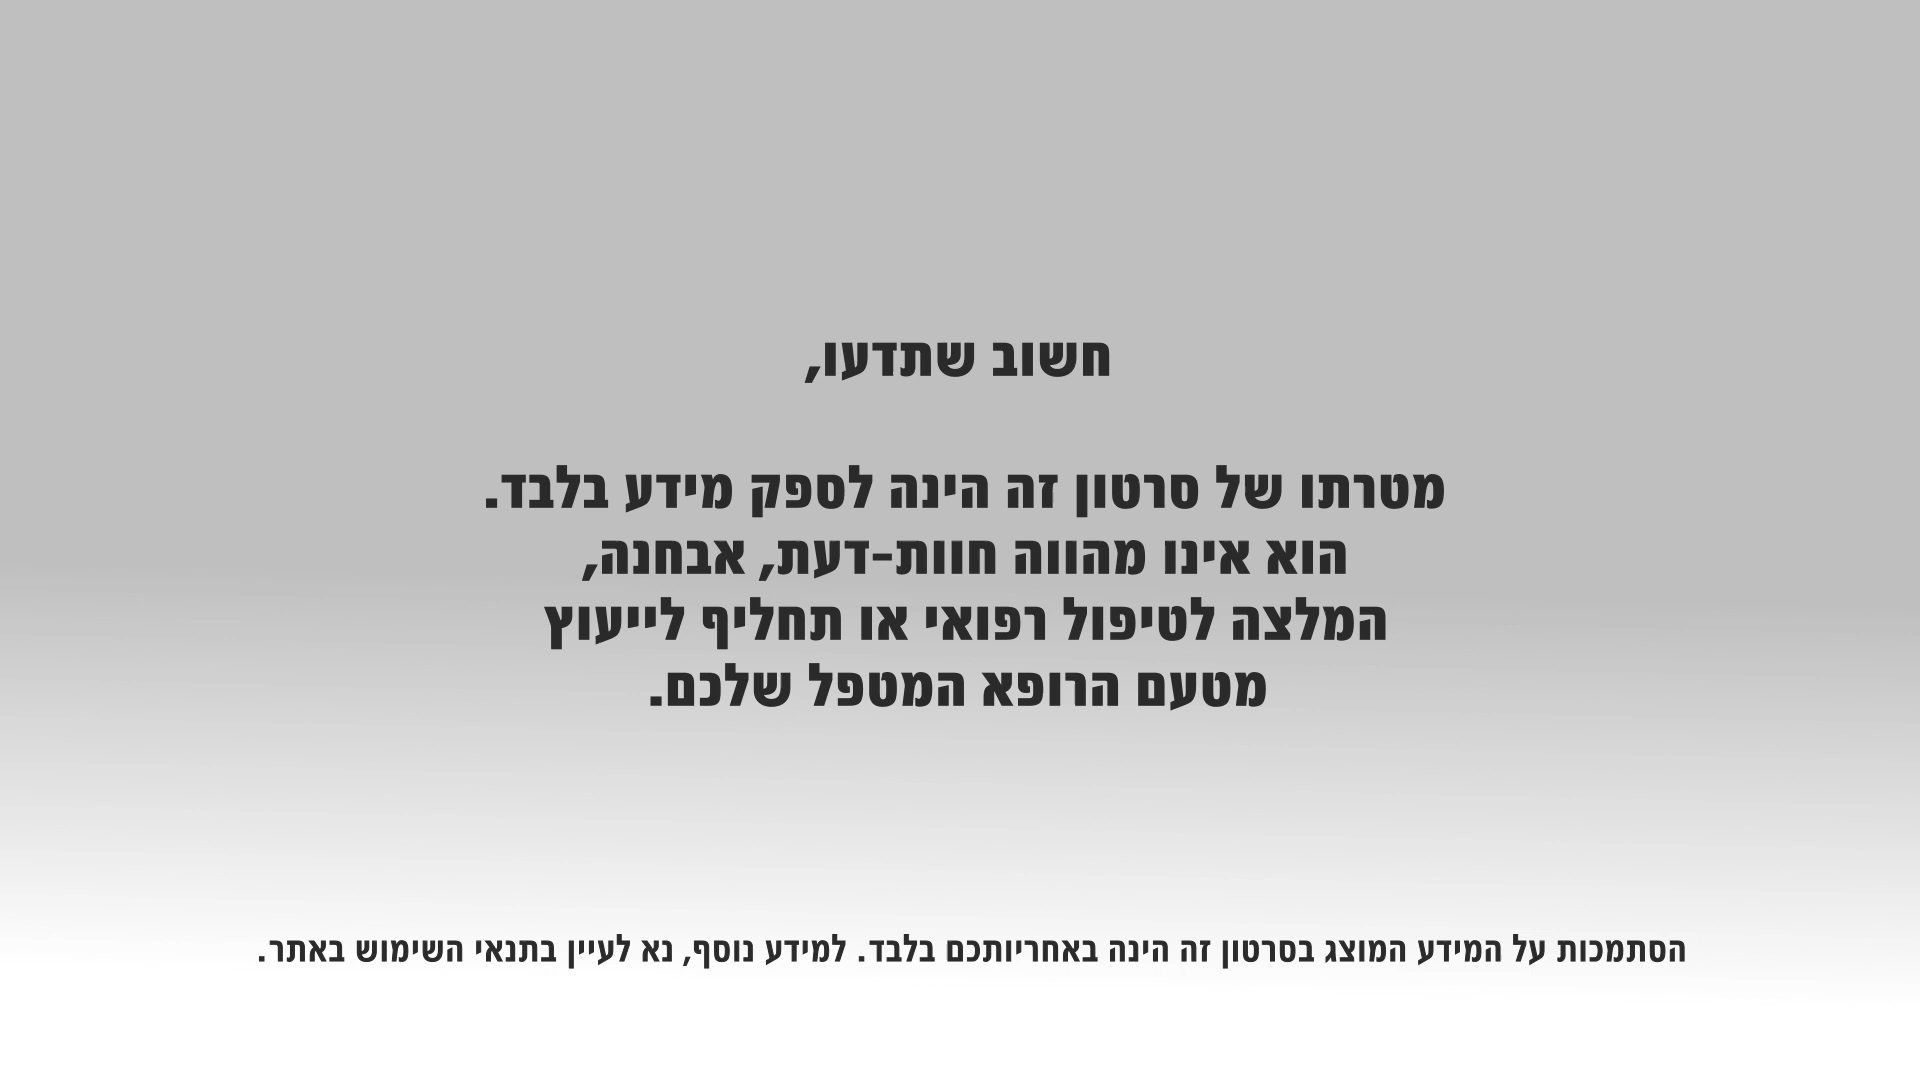 חשוב שתדעו,
מטרתו של סרטון זה הינה לספק מידע בלבד.
הוא אינו מהווה חוות-דעת, אבחנה,
המלצה לטיפול רפואי או תחליף לייעוץ
מטעם הרופא המטפל שלכם.
הסתמכות על המידע המוצג בסרטון זה הינה באחריותכם בלבד. למידע נוסף, נא לעיין בתנאי השימוש באתר.